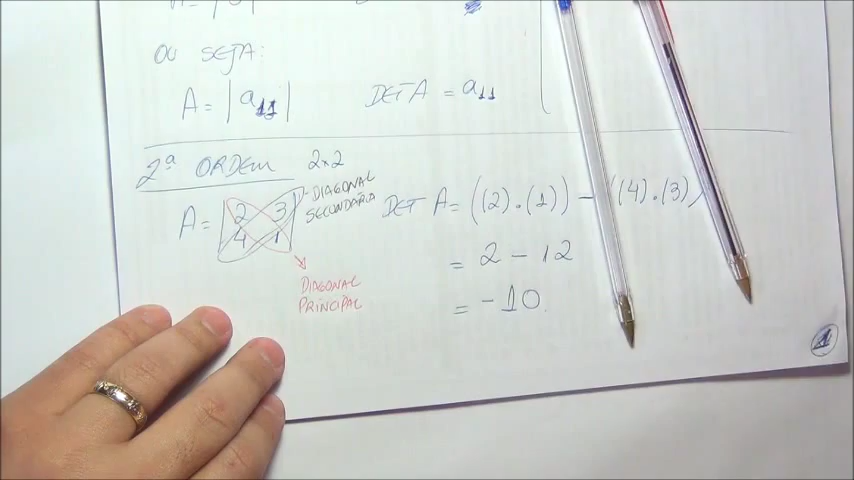 OU SEJA:
A = | a11 | DET A = a11
2ª ORDEM 2x2
A = | 2 3 | DIAGONAL SECUNDÁRIA
| 4 1 |
DIAGONAL PRINCIPAL
DET A = ((2).(1)) - ((4).(3))
= 2 - 12
= -10
1